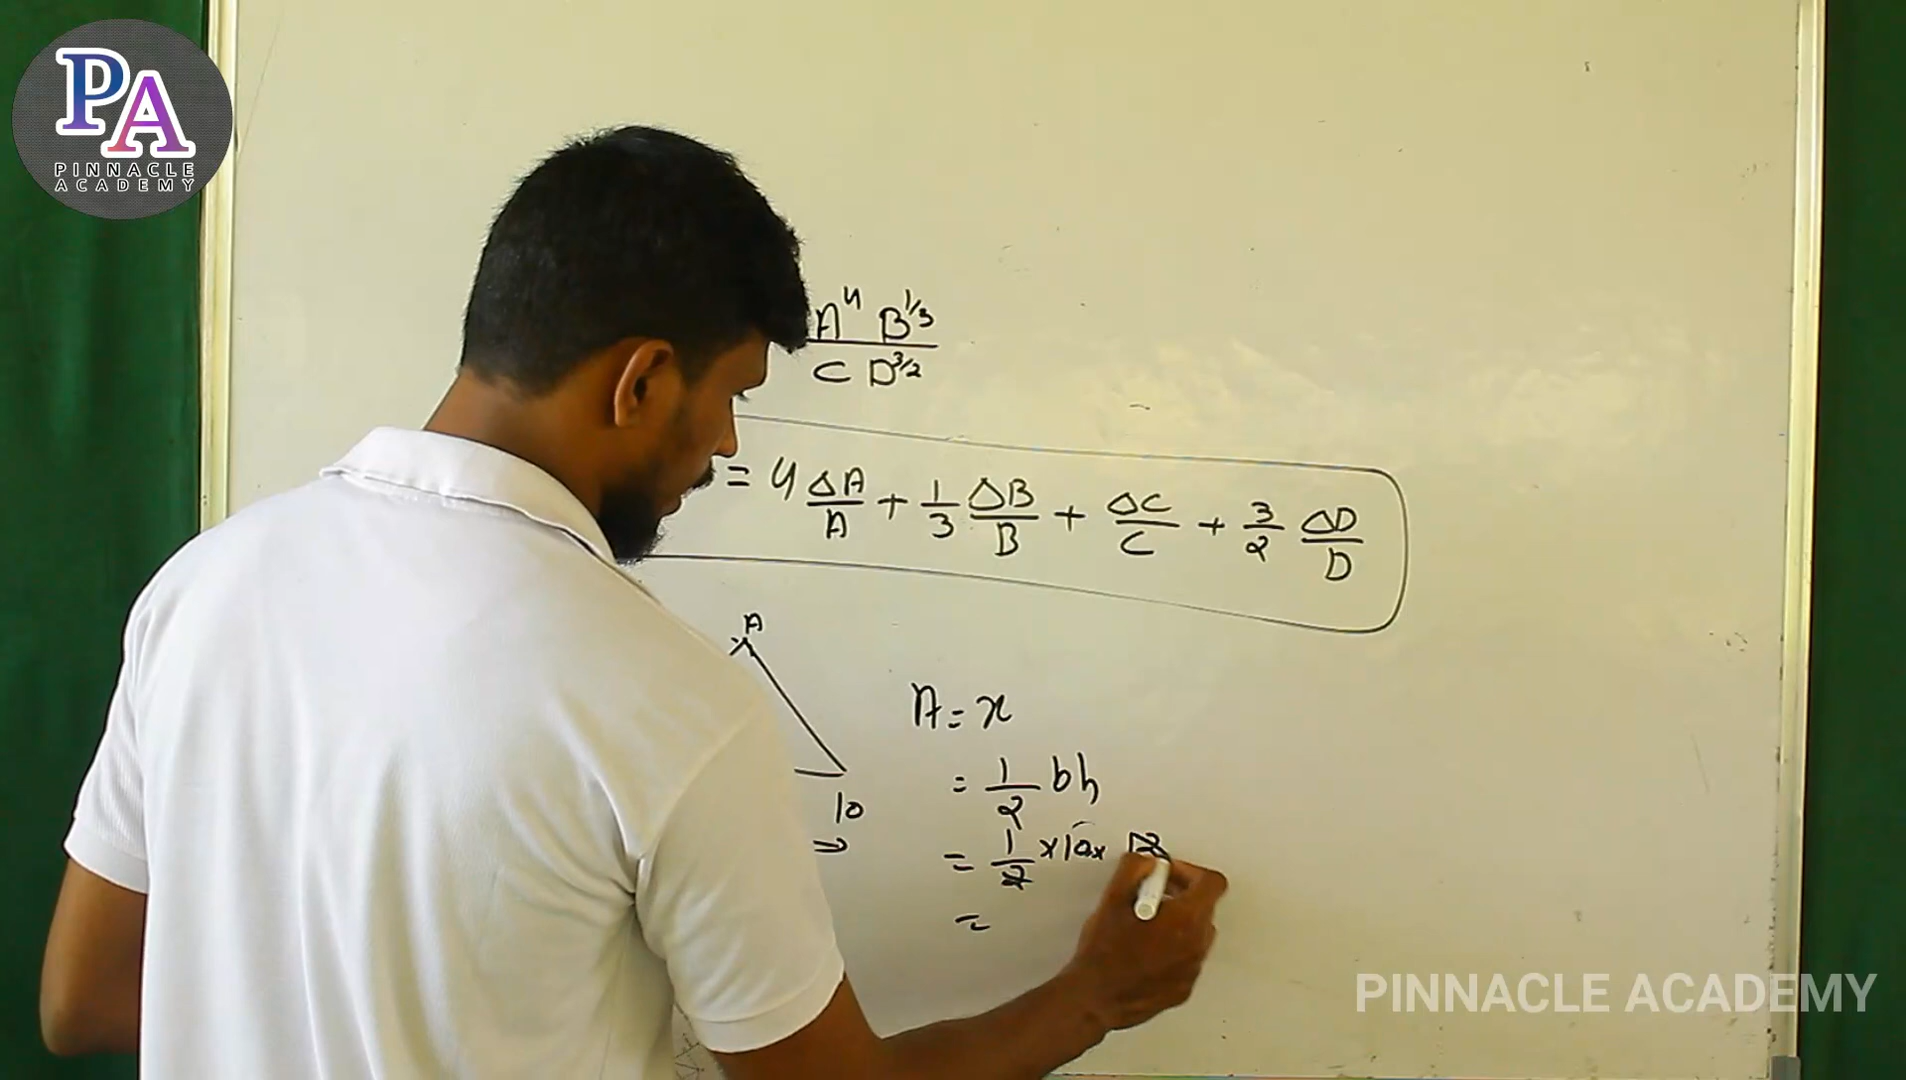 PA
PINNACLE
ACADEMY
A⁴ B^1/3
C D^3/2
= 4 ΔA/A + 1/3 ΔB/B + ΔC/C + 3/2 ΔD/D
A
A = x
= 1/2 bh
10
= 1/2 × 10 ×
⇒
=
PINNACLE ACADEMY